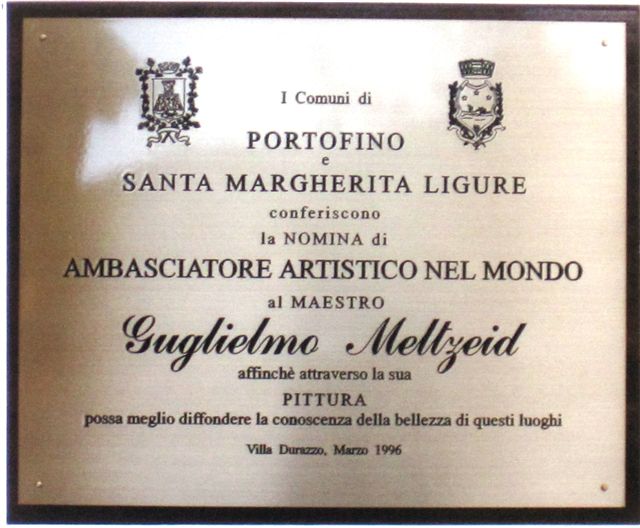 I Comuni di
PORTOFINO
e
SANTA MARGHERITA LIGURE
conferiscono
la NOMINA di
AMBASCIATORE ARTISTICO NEL MONDO
al MAESTRO
Guglielmo Meltzeid
affinchè attraverso la sua
PITTURA
possa meglio diffondere la conoscenza della bellezza di questi luoghi
Villa Durazzo, Marzo 1996